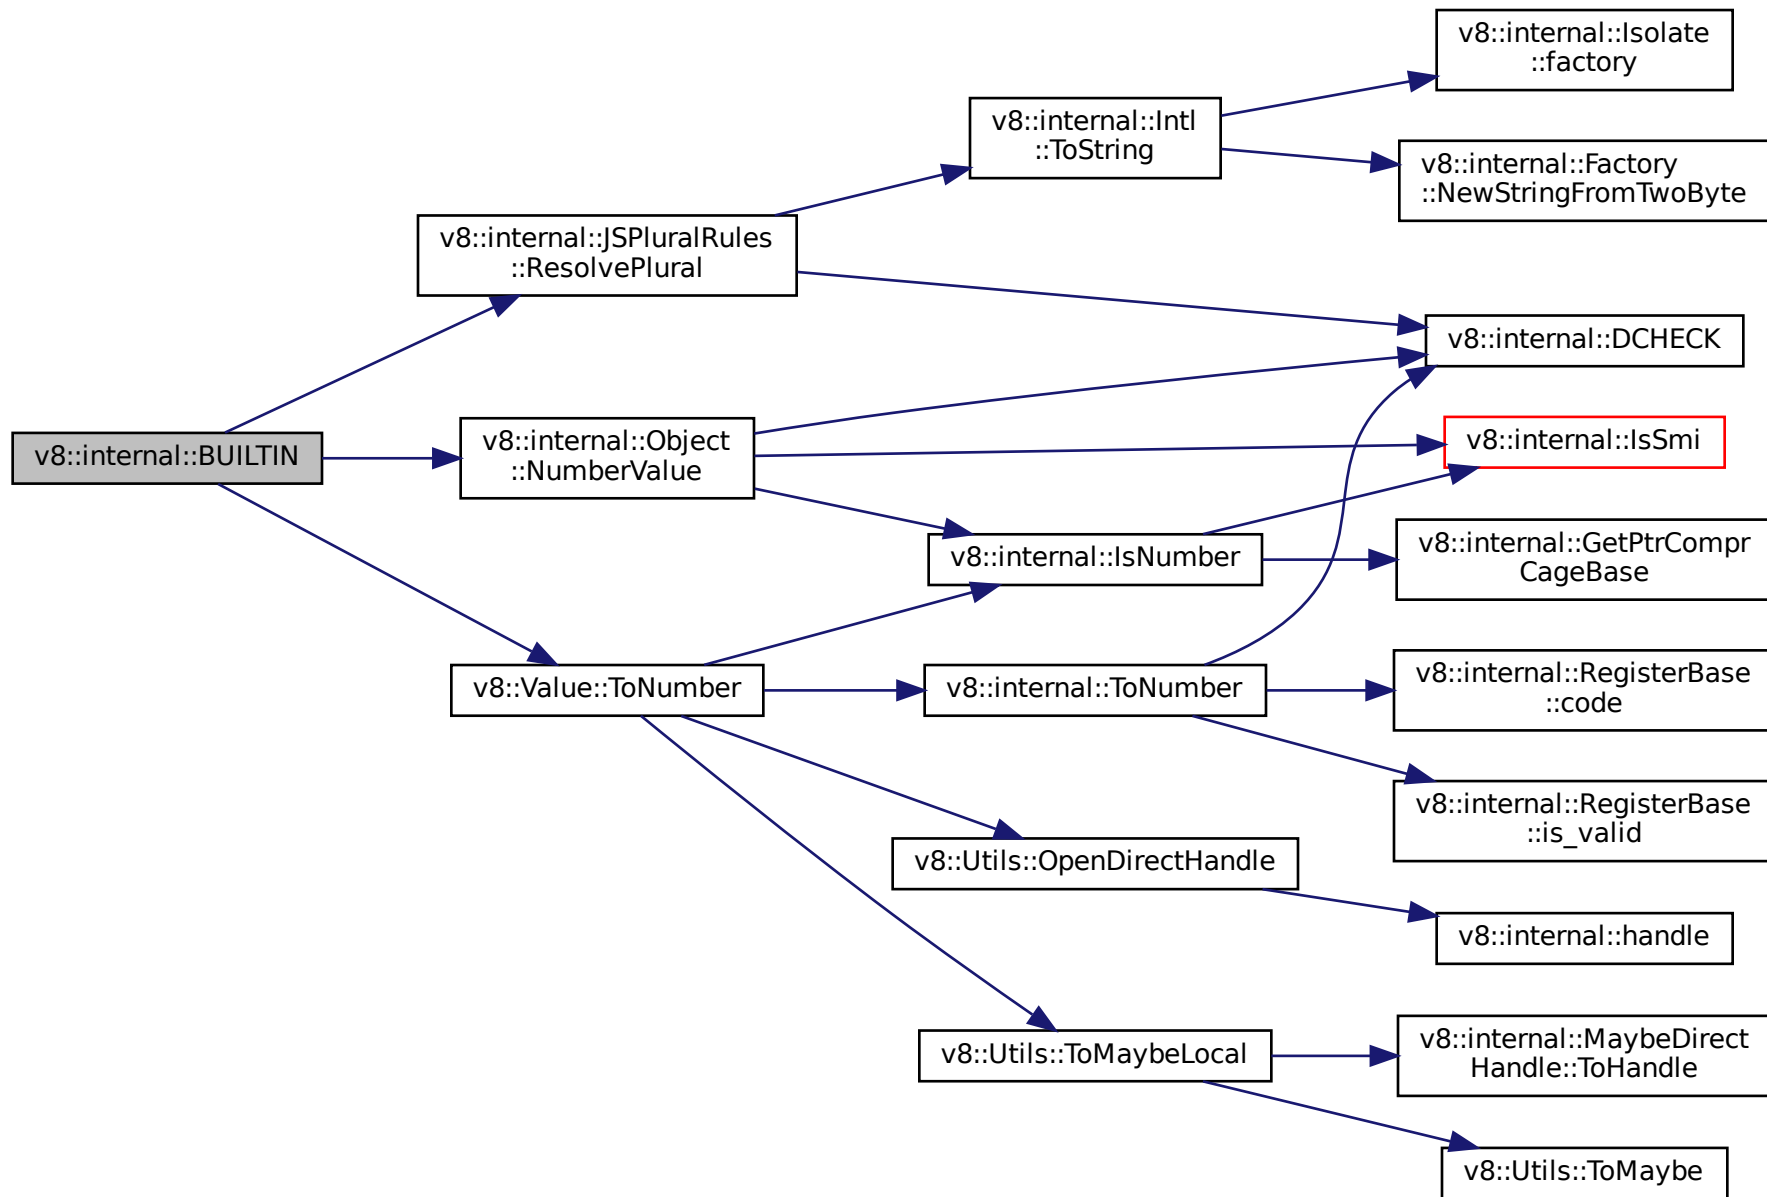 v8::internal::BUILTIN
v8::internal::JSPluralRules
::ResolvePlural
v8::internal::Object
::NumberValue
v8::Value::ToNumber
v8::internal::Intl
::ToString
v8::internal::IsNumber
v8::internal::ToNumber
v8::Utils::OpenDirectHandle
v8::Utils::ToMaybeLocal
v8::internal::Isolate
::factory
v8::internal::Factory
::NewStringFromTwoByte
v8::internal::DCHECK
v8::internal::IsSmi
v8::internal::GetPtrCompr
CageBase
v8::internal::RegisterBase
::code
v8::internal::RegisterBase
::is_valid
v8::internal::handle
v8::internal::MaybeDirect
Handle::ToHandle
v8::Utils::ToMaybe